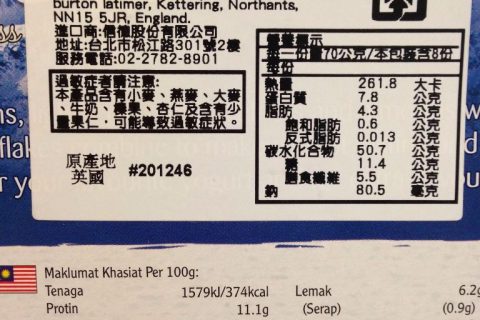 burton latimer, Kettering, Northants,
NN15 5JR, England.
進口商:信德股份有限公司
地址:台北市松江路301號2樓
服務電話:02-2782-8901
過敏症者請注意:
本產品含有小麥、燕麥、大麥
、牛奶、榛果、杏仁及含有少
量果仁,可能導致過敏症狀。
原產地
英國
#201246
營養標示
每一份量70公克/本包裝含8份
每份
熱量 261.8 大卡
蛋白質 7.8 公克
脂肪 4.3 公克
飽和脂肪 0.6 公克
反式脂肪 0.013 公克
碳水化合物 50.7 公克
糖 11.4 公克
膳食纖維 5.5 公克
鈉 80.5 毫克
Maklumat Khasiat Per 100g:
Tenaga 1579kJ/374kcal Lemak 6.2g
Protin 11.1g (Serap) (0.9g)